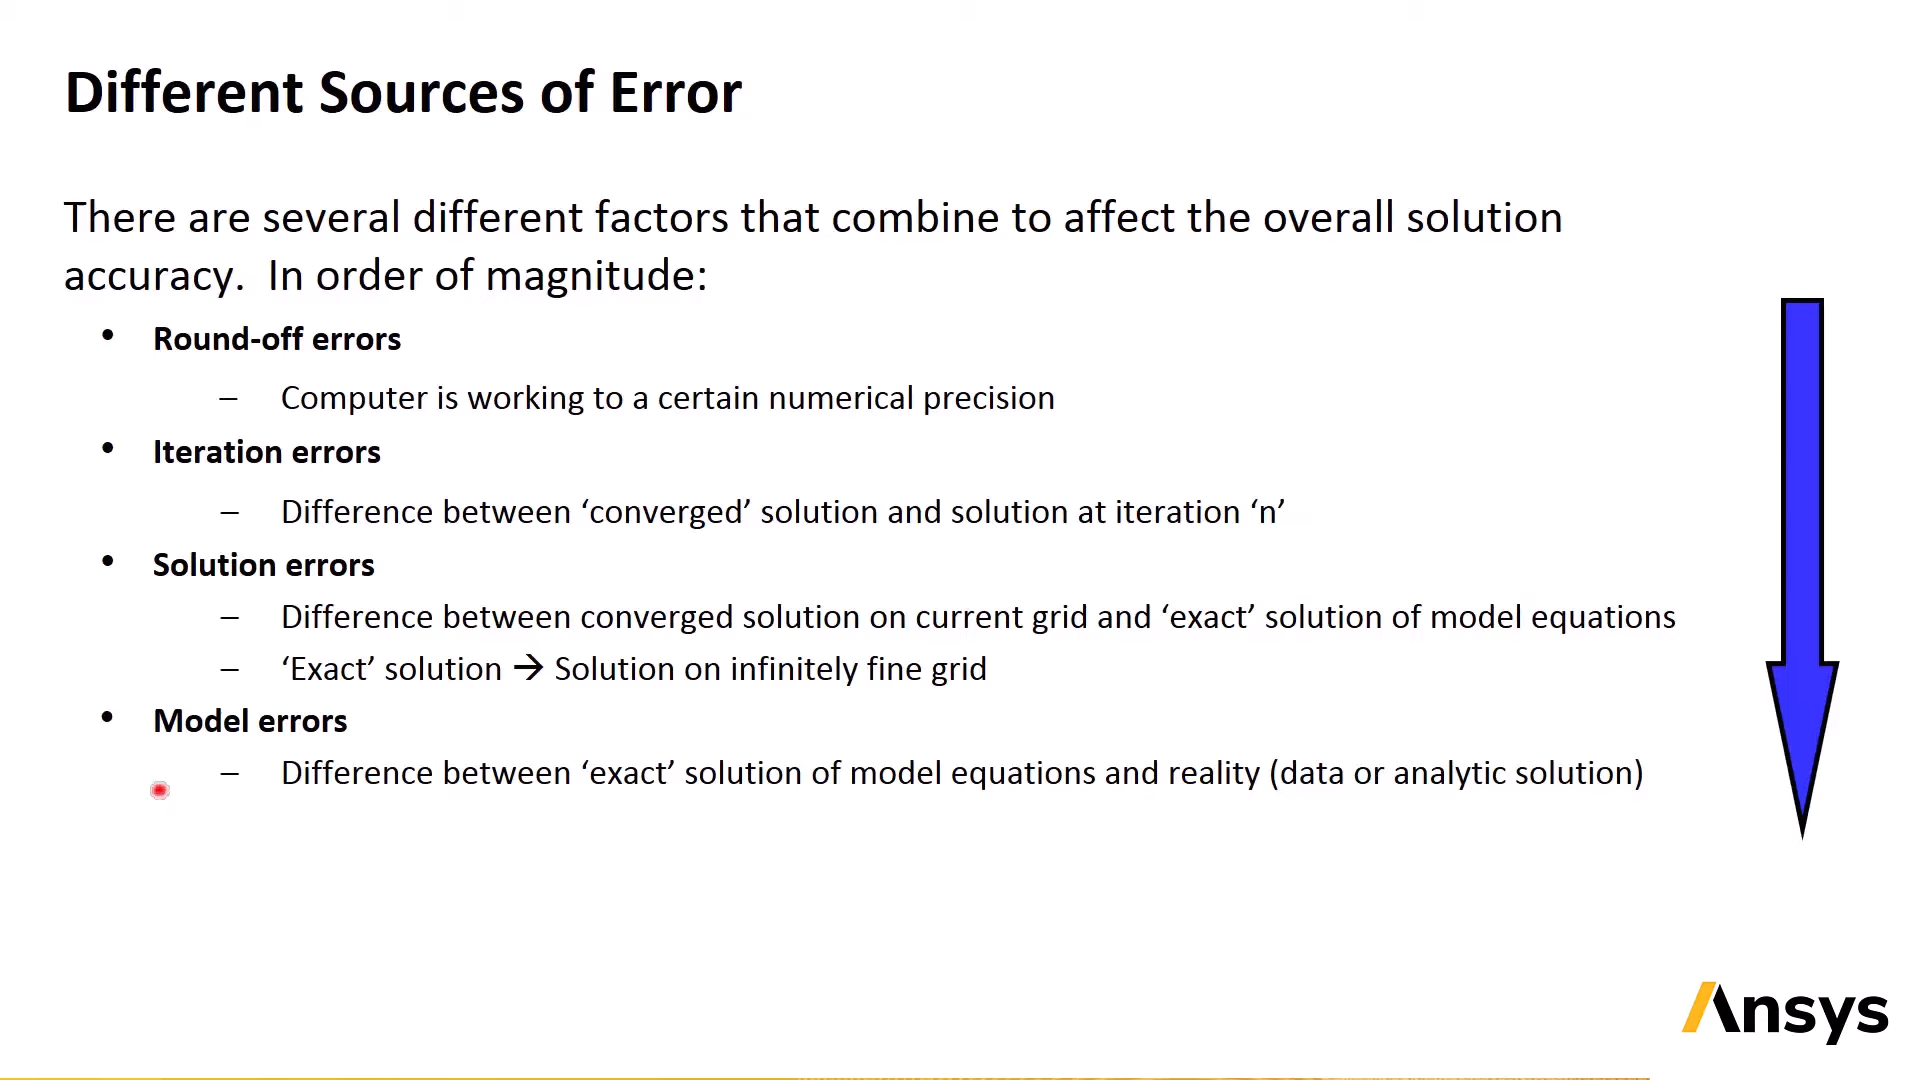 Different Sources of Error
There are several different factors that combine to affect the overall solution
accuracy.  In order of magnitude:
• Round-off errors
– Computer is working to a certain numerical precision
• Iteration errors
– Difference between ‘converged’ solution and solution at iteration ‘n’
• Solution errors
– Difference between converged solution on current grid and ‘exact’ solution of model equations
– ‘Exact’ solution → Solution on infinitely fine grid
• Model errors
– Difference between ‘exact’ solution of model equations and reality (data or analytic solution)
Ansys